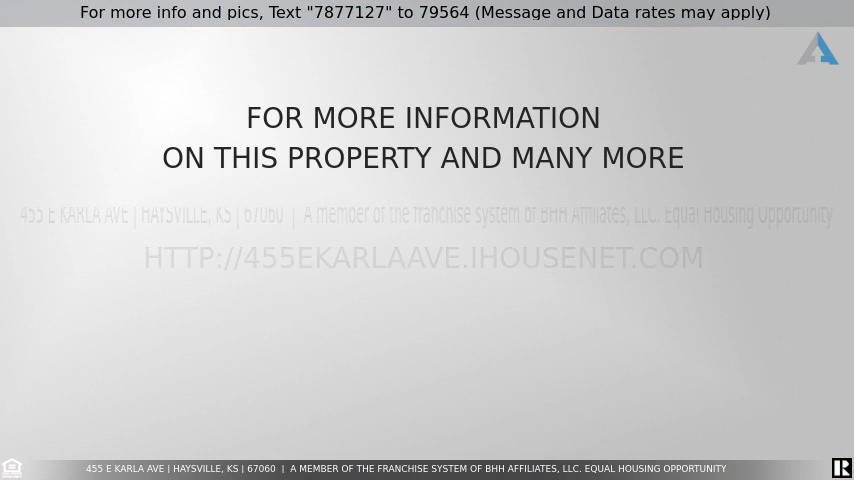 For more info and pics, Text "7877127" to 79564 (Message and Data rates may apply)
FOR MORE INFORMATION
ON THIS PROPERTY AND MANY MORE
455 E KARLA AVE | HAYSVILLE, KS | 67060 | A member of the franchise system of BHH Affiliates, LLC. Equal Housing Opportunity
HTTP://455EKARLAAVE.IHOUSENET.COM
455 E KARLA AVE | HAYSVILLE, KS | 67060 | A MEMBER OF THE FRANCHISE SYSTEM OF BHH AFFILIATES, LLC. EQUAL HOUSING OPPORTUNITY